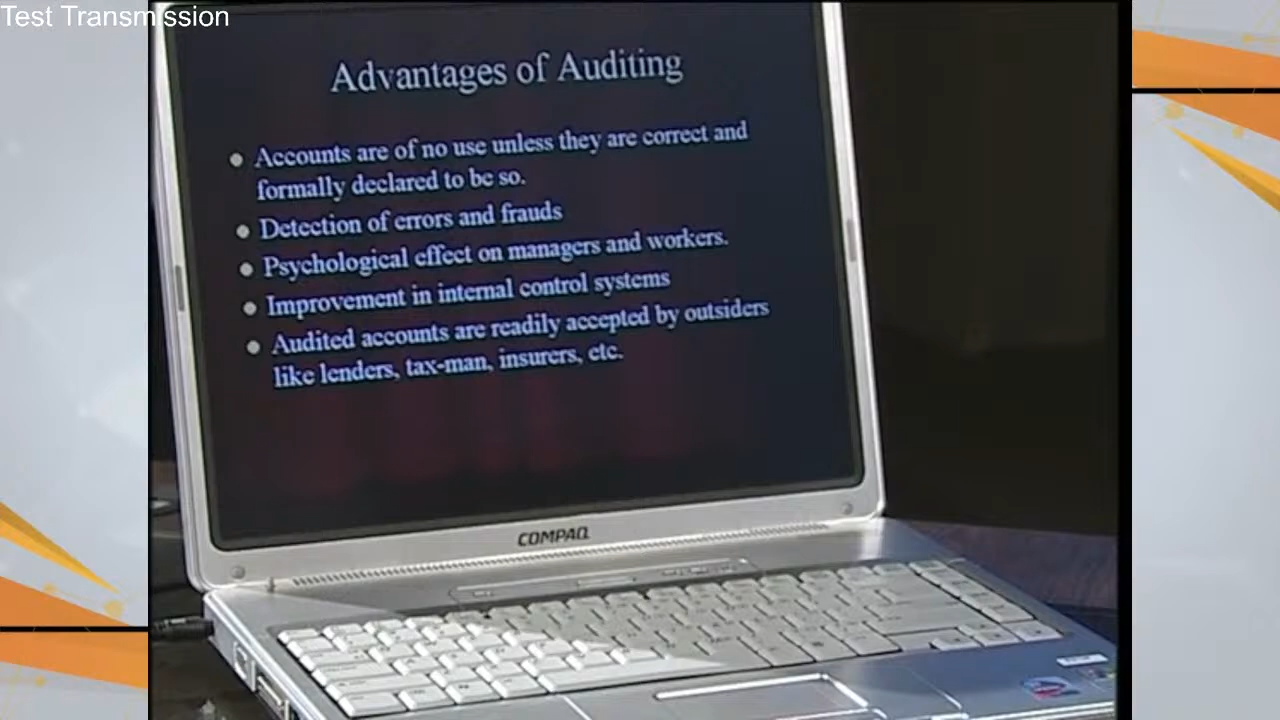 Test Transmission
Advantages of Auditing
Accounts are of no use unless they are correct and
formally declared to be so.
Detection of errors and frauds
Psychological effect on managers and workers.
Improvement in internal control systems
Audited accounts are readily accepted by outsiders
like lenders, tax-man, insurers, etc.
COMPAQ